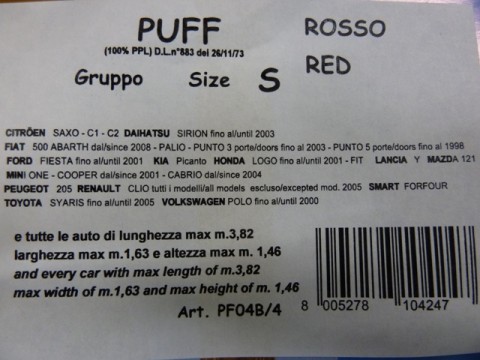 PUFF ROSSO
(100% PPL) D.L.n°883 del 26/11/73
RED
Gruppo Size S
CITRÖEN SAXO - C1 - C2 DAIHATSU SIRION fino al/until 2003
FIAT 500 ABARTH dal/since 2008 - PALIO - PUNTO 3 porte/doors fino al 2003 - PUNTO 5 porte/doors fino al 1998
FORD FIESTA fino al/until 2001 KIA Picanto HONDA LOGO fino al/until 2001 - FIT LANCIA Y MAZDA 121
MINI ONE - COOPER dal/since 2001 - CABRIO dal/since 2004
PEUGEOT 205 RENAULT CLIO tutti i modelli/all models escluso/excepted mod. 2005 SMART FORFOUR
TOYOTA SYARIS fino al/until 2005 VOLKSWAGEN POLO fino al/until 2000
e tutte le auto di lunghezza max m.3,82
larghezza max m.1,63 e altezza max m. 1,46
and every car with max length of m.3,82
max width of m.1,63 and max height of m. 1,46
Art. PF04B/4
8 005278 104247